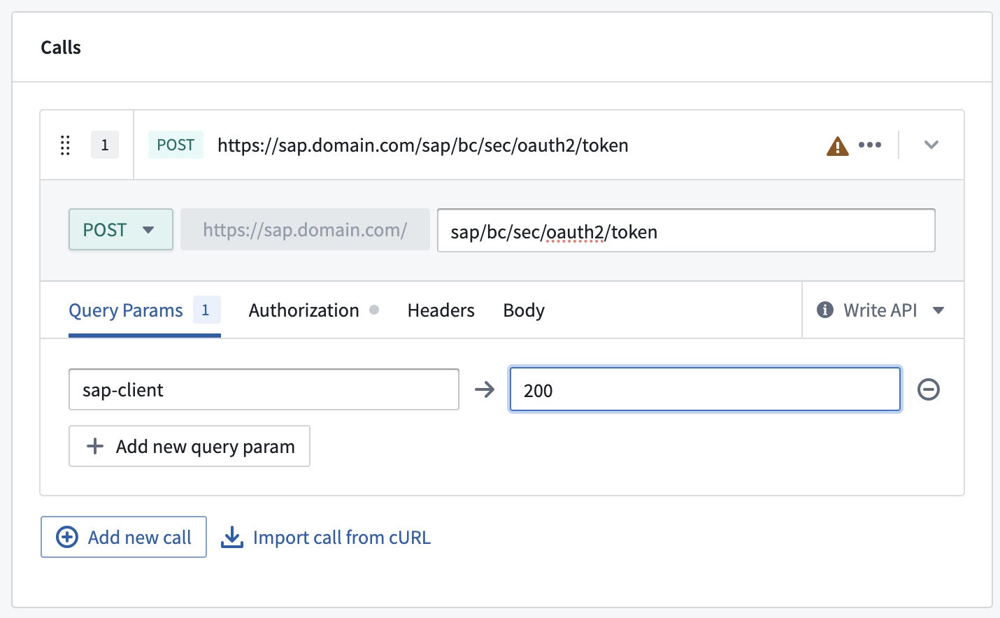 Calls
1 POST https://sap.domain.com/sap/bc/sec/oauth2/token
POST https://sap.domain.com/ sap/bc/sec/oauth2/token
Query Params 1 Authorization Headers Body Write API
sap-client 200
Add new query param
Add new call Import call from cURL